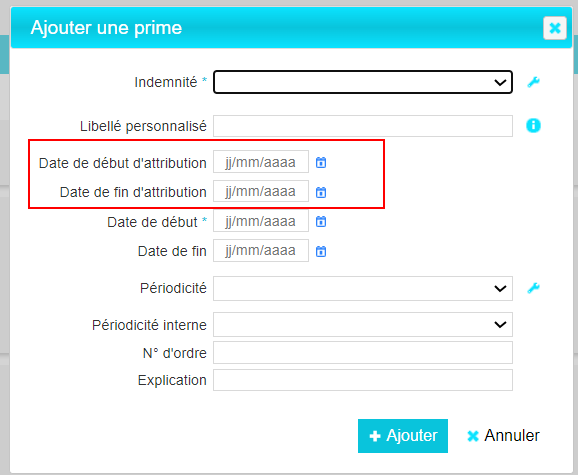 Ajouter une prime
Indemnité *
Libellé personnalisé
Date de début d'attribution jj/mm/aaaa
Date de fin d'attribution jj/mm/aaaa
Date de début * jj/mm/aaaa
Date de fin jj/mm/aaaa
Périodicité
Périodicité interne
N° d'ordre
Explication
Ajouter Annuler